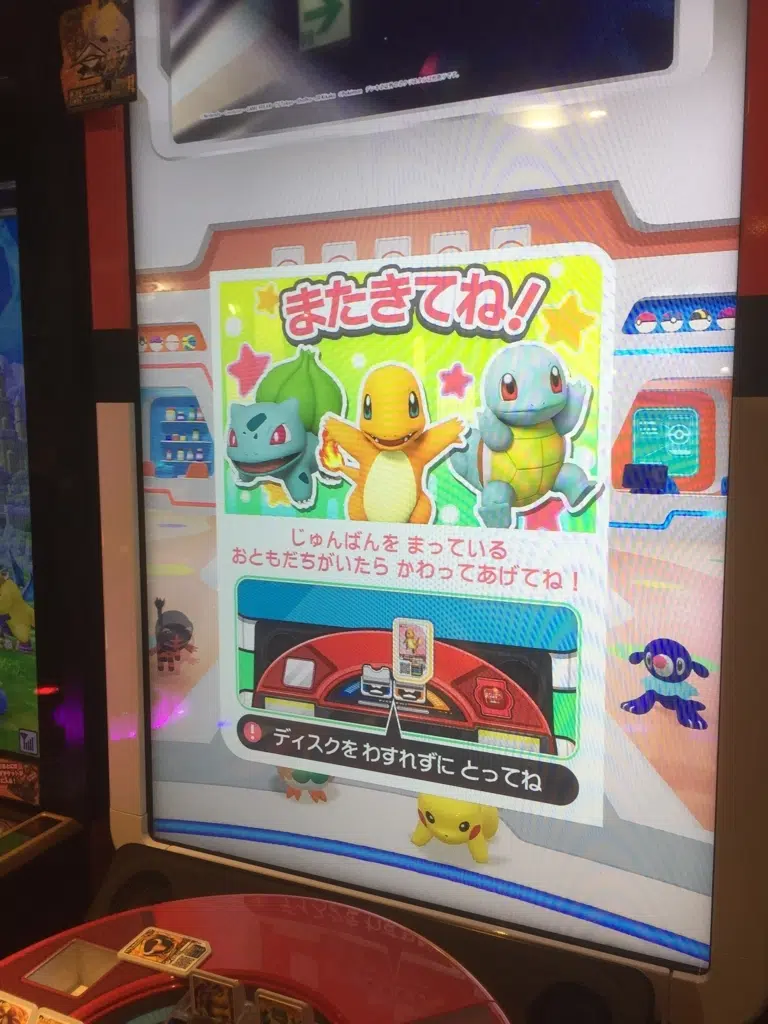 またきてね!
じゅんばんを まっている
おともだちがいたら かわってあげてね!
! ディスクを わすれずに とってね